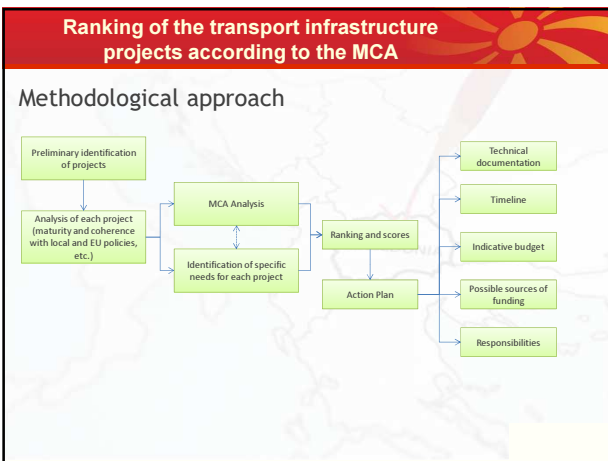 Ranking of the transport infrastructure
projects according to the MCA
Methodological approach
Preliminary identification
of projects
Analysis of each project
(maturity and coherence
with local and EU policies,
etc.)
MCA Analysis
Identification of specific
needs for each project
Ranking and scores
Action Plan
Technical
documentation
Timeline
Indicative budget
Possible sources of
funding
Responsibilities